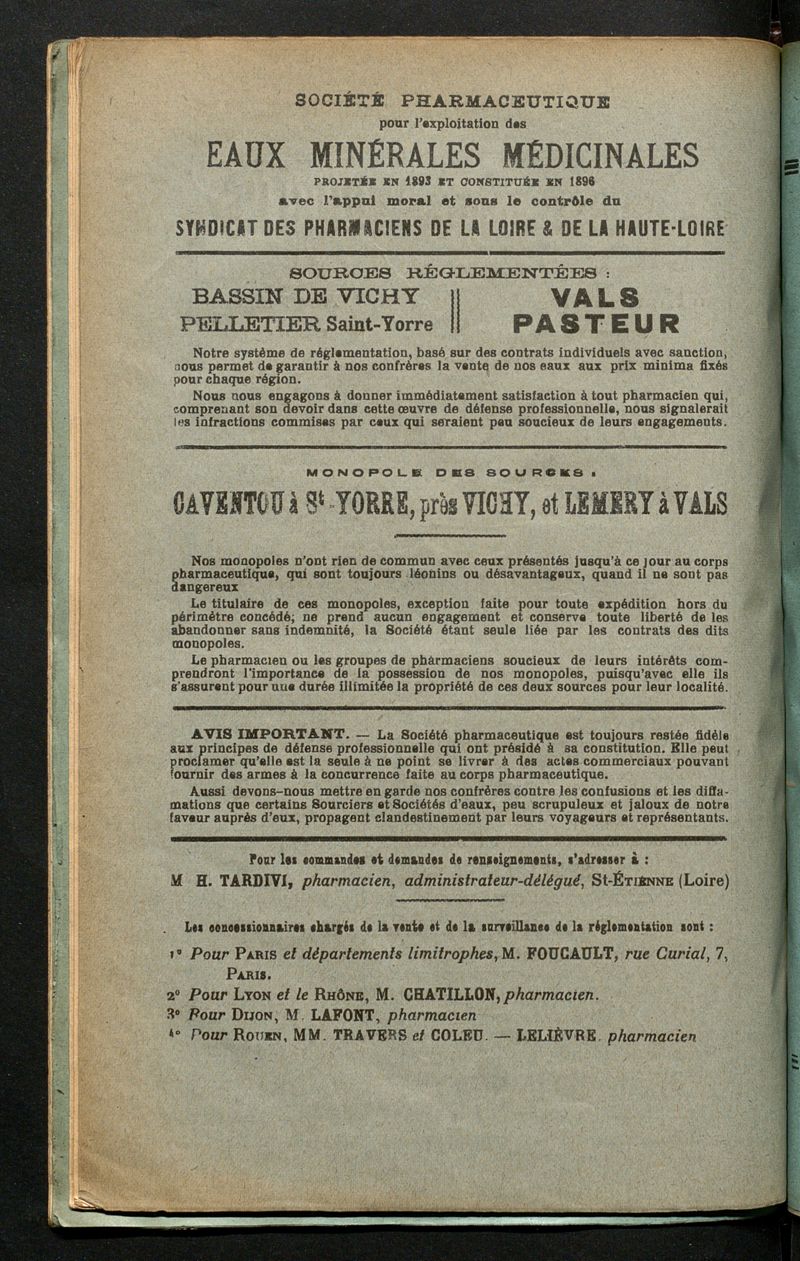 SOCIÉTÉ PHARMACEUTIQUE
pour l'exploitation des
EAUX MINÉRALES MÉDICINALES
PROJETÉE EN 1893 ET CONSTITUÉE EN 1896
avec l'appui moral et sous le contrôle du
SYNDICAT DES PHARMACIENS DE LA LOIRE & DE LA HAUTE-LOIRE
SOURCES RÉGLEMENTÉES :
BASSIN DE VICHY
PELLETIER Saint-Yorre
VALS
PASTEUR
Notre système de réglementation, basé sur des contrats individuels avec sanction,
nous permet de garantir à nos confrères la vente de nos eaux aux prix minima fixés
pour chaque région.
Nous nous engagons à donner immédiatement satisfaction à tout pharmacien qui,
comprenant son devoir dans cette œuvre de défense professionnelle, nous signalerait
les infractions commises par ceux qui seraient peu soucieux de leurs engagements.
MONOPOLE DES SOURCES :
CAVENTOU à St-YORRE, près VICHY, et LEMERY à VALS
Nos monopoles n'ont rien de commun avec ceux présentés jusqu'à ce jour au corps
pharmaceutique, qui sont toujours léonins ou désavantageux, quand il ne sont pas
dangereux
Le titulaire de ces monopoles, exception faite pour toute expédition hors du
périmètre concédé; ne prend aucun engagement et conserve toute liberté de les
abandonner sans indemnité, la Société étant seule liée par les contrats des dits
monopoles.
Le pharmacien ou les groupes de pharmaciens soucieux de leurs intérêts com-
prendront l'importance de la possession de nos monopoles, puisqu'avec elle ils
s'assurent pour une durée illimitée la propriété de ces deux sources pour leur localité.
AVIS IMPORTANT. — La Société pharmaceutique est toujours restée fidèle
aux principes de défense professionnelle qui ont présidé à sa constitution. Elle peut
proclamer qu'elle est la seule à ne point se livrer à des actes commerciaux pouvant
fournir des armes à la concurrence faite au corps pharmaceutique.
Aussi devons-nous mettre en garde nos confrères contre les confusions et les diffa-
mations que certains Sourciers et Sociétés d'eaux, peu scrupuleux et jaloux de notre
faveur auprès d'eux, propagent clandestinement par leurs voyageurs et représentants.
Pour les commandes et demandes de renseignements, s'adresser à :
M H. TARDIVI, pharmacien, administrateur-délégué, St-ÉTIENNE (Loire)
Les concessionnaires chargés de la vente et de la surveillance de la réglementation sont :
1º Pour PARIS et départements limitrophes, M. FOUCAULT, rue Curial, 7,
PARIS.
2º Pour LYON et le RHÔNE, M. CHATILLON, pharmacien.
3º Pour DIJON, M. LAFONT, pharmacien
4º Pour ROUEN, MM. TRAVERS et COLEU. — LELIÈVRE. pharmacien